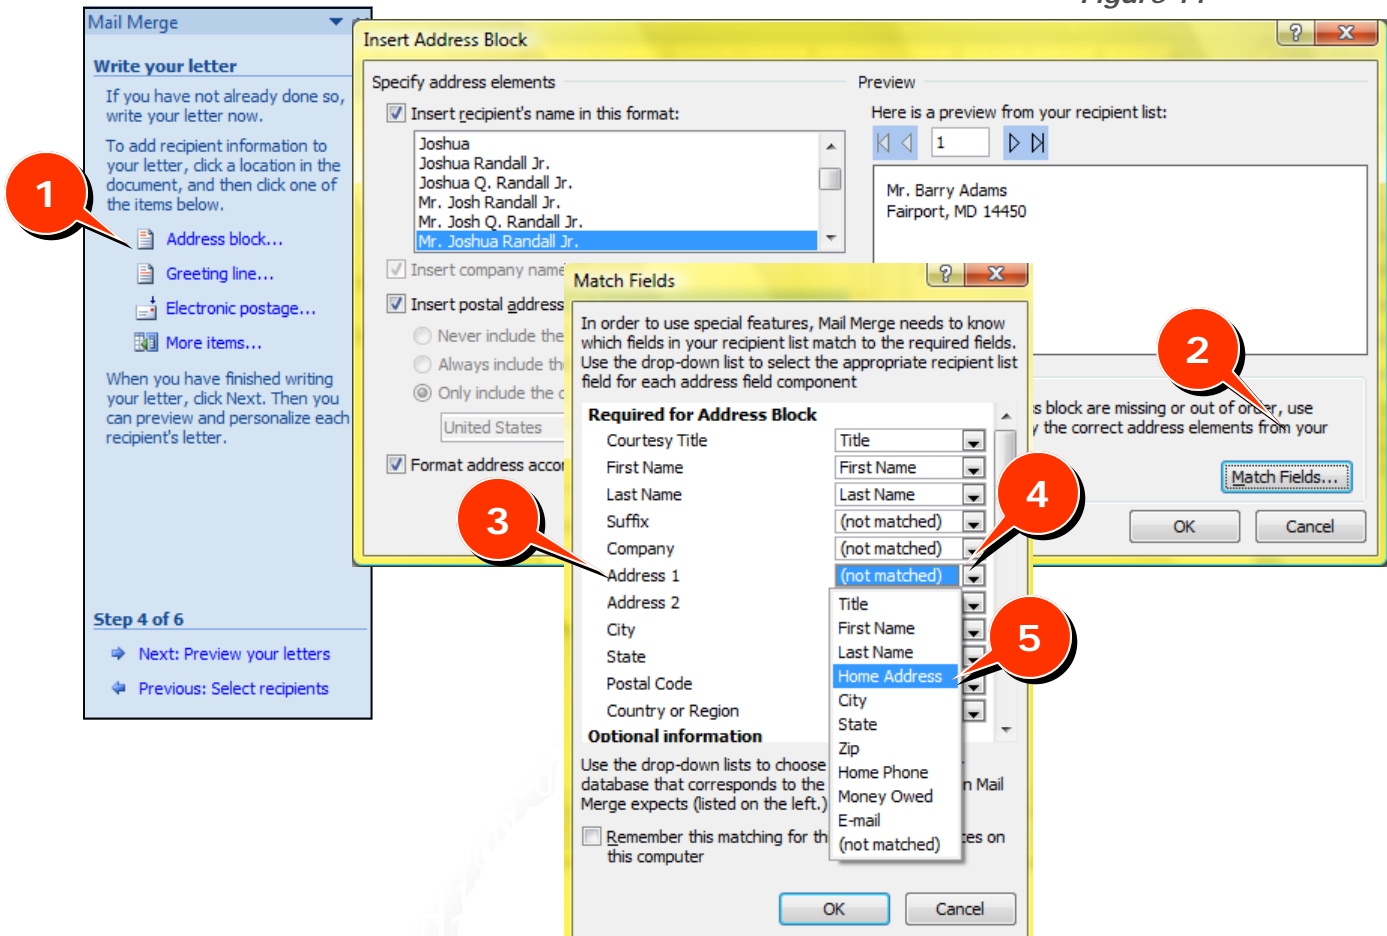 Mail Merge
Write your letter
If you have not already done so,
write your letter now.
To add recipient information to
your letter, click a location in the
document, and then click one of
the items below.
Address block...
Greeting line...
Electronic postage...
More items...
When you have finished writing
your letter, click Next. Then you
can preview and personalize each
recipient's letter.
Step 4 of 6
Next: Preview your letters
Previous: Select recipients
1
Insert Address Block
Specify address elements
Insert recipient's name in this format:
Joshua
Joshua Randall Jr.
Joshua Q. Randall Jr.
Mr. Josh Randall Jr.
Mr. Josh Q. Randall Jr.
Mr. Joshua Randall Jr.
Insert company name
Insert postal address
Never include the
Always include th
Only include the
United States
Format address accor
Preview
Here is a preview from your recipient list:
1
Mr. Barry Adams
Fairport, MD 14450
2
block are missing or out of order, use
the correct address elements from your
Match Fields...
OK
Cancel
Match Fields
In order to use special features, Mail Merge needs to know
which fields in your recipient list match to the required fields.
Use the drop-down list to select the appropriate recipient list
field for each address field component
Required for Address Block
Courtesy Title Title
First Name First Name
Last Name Last Name
Suffix (not matched)
Company (not matched)
Address 1 (not matched)
Address 2
City
State
Postal Code
Country or Region
Optional information
3
4
5
Title
First Name
Last Name
Home Address
City
State
Zip
Home Phone
Money Owed
E-mail
(not matched)
Use the drop-down lists to choose
database that corresponds to the n Mail
Merge expects (listed on the left.)
Remember this matching for th ces on
this computer
OK
Cancel